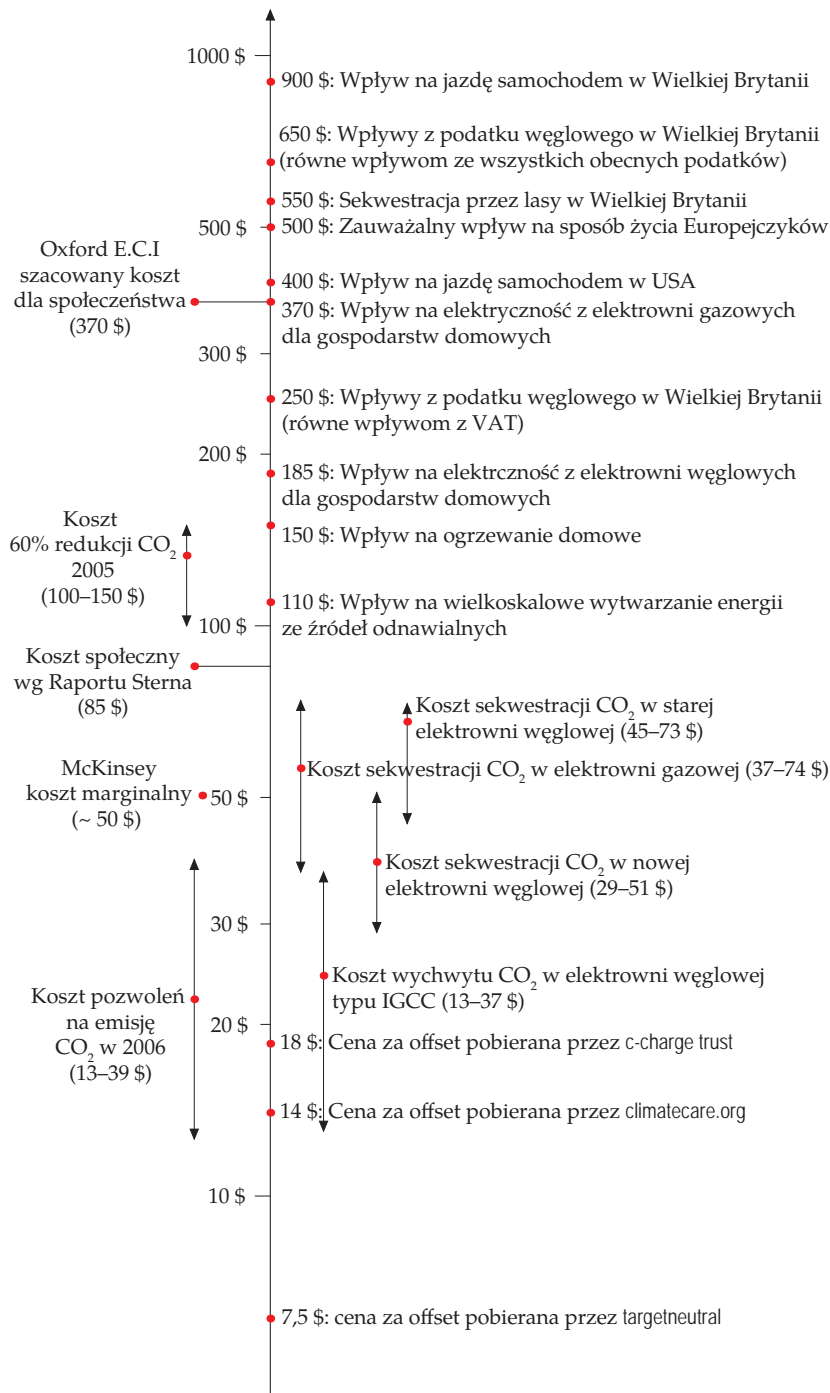 1000 $
900 $: Wpływ na jazdę samochodem w Wielkiej Brytanii
650 $: Wpływy z podatku węglowego w Wielkiej Brytanii
(równe wpływom ze wszystkich obecnych podatków)
550 $: Sekwestracja przez lasy w Wielkiej Brytanii
500 $
500 $: Zauważalny wpływ na sposób życia Europejczyków
Oxford E.C.I
szacowany koszt
dla społeczeństwa
(370 $)
400 $: Wpływ na jazdę samochodem w USA
370 $: Wpływ na elektryczność z elektrowni gazowych
dla gospodarstw domowych
300 $
250 $: Wpływy z podatku węglowego w Wielkiej Brytanii
(równe wpływom z VAT)
200 $
185 $: Wpływ na elektrczność z elektrowni węglowych
dla gospodarstw domowych
Koszt
60% redukcji CO₂
2005
(100–150 $)
150 $: Wpływ na ogrzewanie domowe
110 $: Wpływ na wielkoskalowe wytwarzanie energii
ze źródeł odnawialnych
100 $
Koszt społeczny
wg Raportu Sterna
(85 $)
Koszt sekwestracji CO₂ w starej
elektrowni węglowej (45–73 $)
Koszt sekwestracji CO₂ w elektrowni gazowej (37–74 $)
McKinsey
koszt marginalny
(~ 50 $)
50 $
Koszt sekwestracji CO₂ w nowej
elektrowni węglowej (29–51 $)
30 $
Koszt wychwytu CO₂ w elektrowni węglowej
typu IGCC (13–37 $)
Koszt pozwoleń
na emisję
CO₂ w 2006
(13–39 $)
20 $
18 $: Cena za offset pobierana przez c-charge trust
14 $: Cena za offset pobierana przez climatecare.org
10 $
7,5 $: cena za offset pobierana przez targetneutral